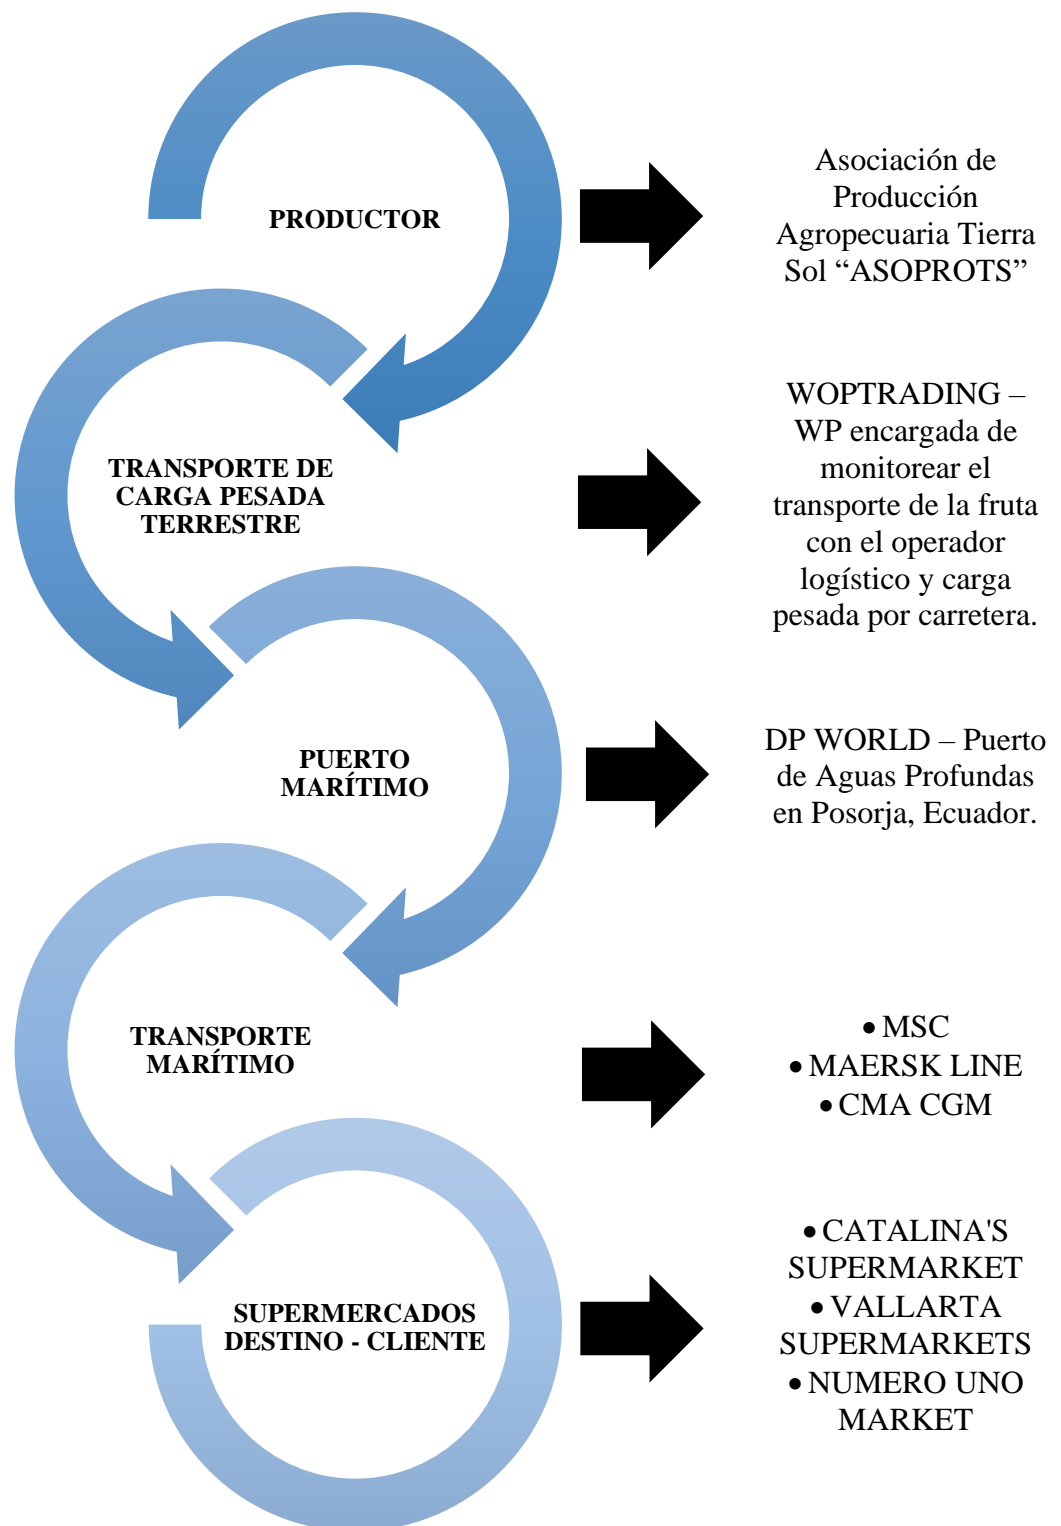 PRODUCTOR
Asociación de
Producción
Agropecuaria Tierra
Sol “ASOPROTS”
TRANSPORTE DE
CARGA PESADA
TERRESTRE
WOPTRADING –
WP encargada de
monitorear el
transporte de la fruta
con el operador
logístico y carga
pesada por carretera.
PUERTO
MARÍTIMO
DP WORLD – Puerto
de Aguas Profundas
en Posorja, Ecuador.
TRANSPORTE
MARÍTIMO
• MSC
• MAERSK LINE
• CMA CGM
SUPERMERCADOS
DESTINO - CLIENTE
• CATALINA'S
SUPERMARKET
• VALLARTA
SUPERMARKETS
• NUMERO UNO
MARKET